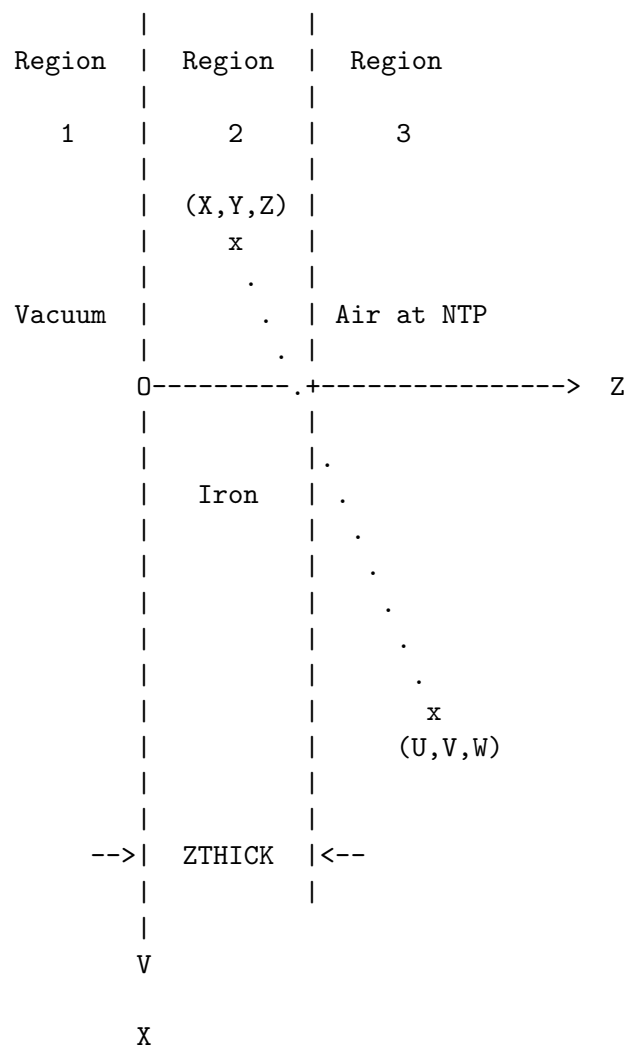 Region | Region | Region
1 | 2 | 3
| (X,Y,Z) |
| x |
Vacuum | . | Air at NTP
O---------.+----------------> Z
| Iron | .
x
(U,V,W)
-->| ZTHICK |<--
V
X